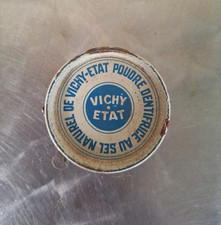 POUDRE DENTIFRICE AU SEL NATUREL DE VICHY-ETAT
VICHY
ETAT